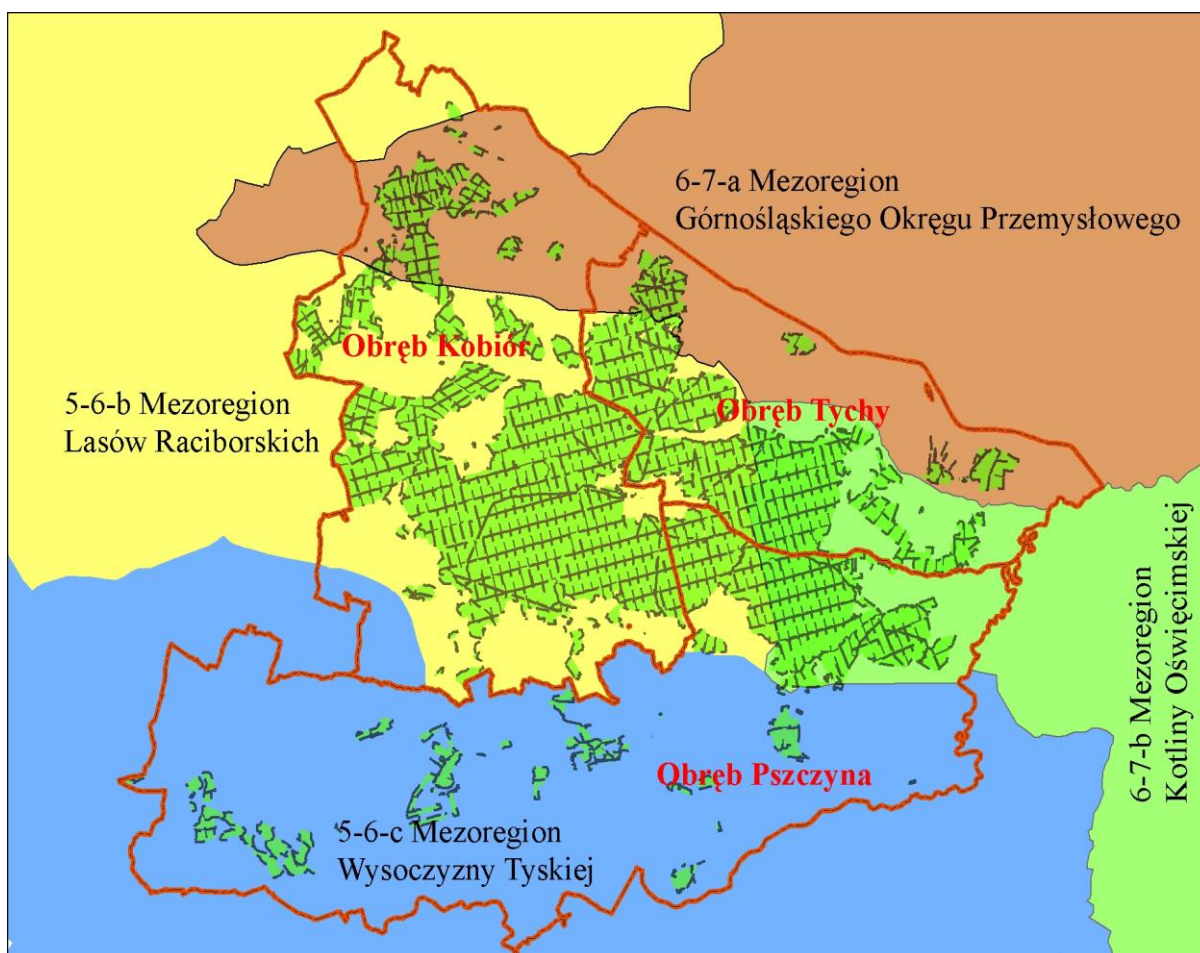 6-7-a Mezoregion
Górnośląskiego Okręgu Przemysłowego
Obręb Kobiór
5-6-b Mezoregion
Lasów Raciborskich
Obręb Tychy
6-7-b Mezoregion
Kotliny Oświęcimskiej
Obręb Pszczyna
5-6-c Mezoregion
Wysoczyzny Tyskiej